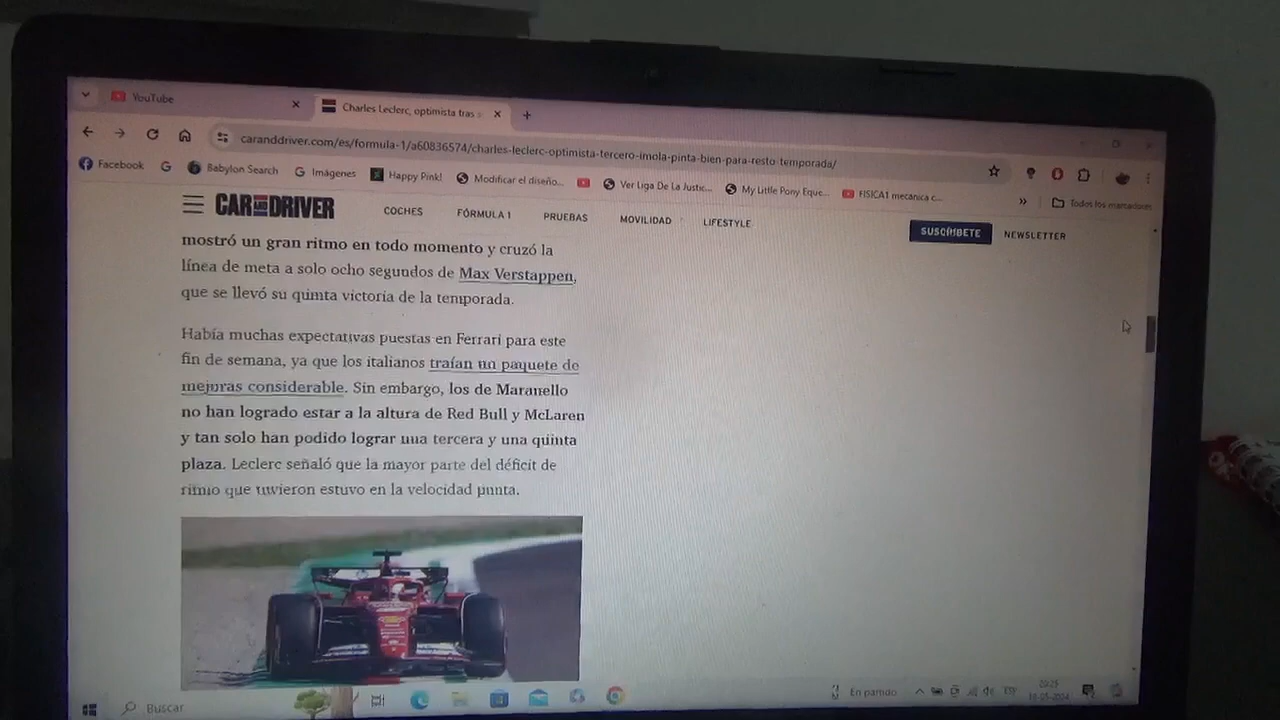 YouTube
Charles Leclerc, optimista tras s
caranddriver.com/es/formula-1/a60836574/charles-leclerc-optimista-tercero-imola-pinta-bien-para-resto-temporada/
Facebook G Babylon Search Imágenes Happy Pink! Modificar el diseño... Ver Liga De La Justic... My Little Pony Eque... FISICA1 mecanica c... » Todos los marcadores
CAR AND DRIVER COCHES FÓRMULA 1 PRUEBAS MOVILIDAD LIFESTYLE SUSCRÍBETE NEWSLETTER
mostró un gran ritmo en todo momento y cruzó la
línea de meta a solo ocho segundos de Max Verstappen,
que se llevó su quinta victoria de la temporada.
Había muchas expectativas puestas en Ferrari para este
fin de semana, ya que los italianos traían un paquete de
mejoras considerable. Sin embargo, los de Maranello
no han logrado estar a la altura de Red Bull y McLaren
y tan solo han podido lograr una tercera y una quinta
plaza. Leclerc señaló que la mayor parte del déficit de
ritmo que tuvieron estuvo en la velocidad punta.
Buscar
En partido
ESP
20:25